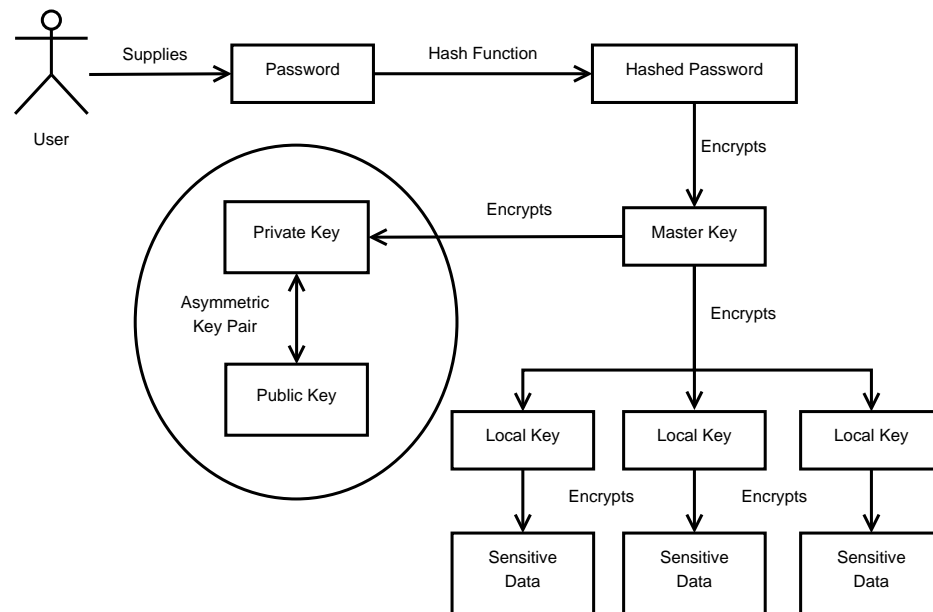 Supplies
Password
Hash Function
Hashed Password
User
Encrypts
Encrypts
Private Key
Master Key
Asymmetric
Key Pair
Encrypts
Public Key
Local Key
Local Key
Local Key
Encrypts
Encrypts
Sensitive
Data
Sensitive
Data
Sensitive
Data